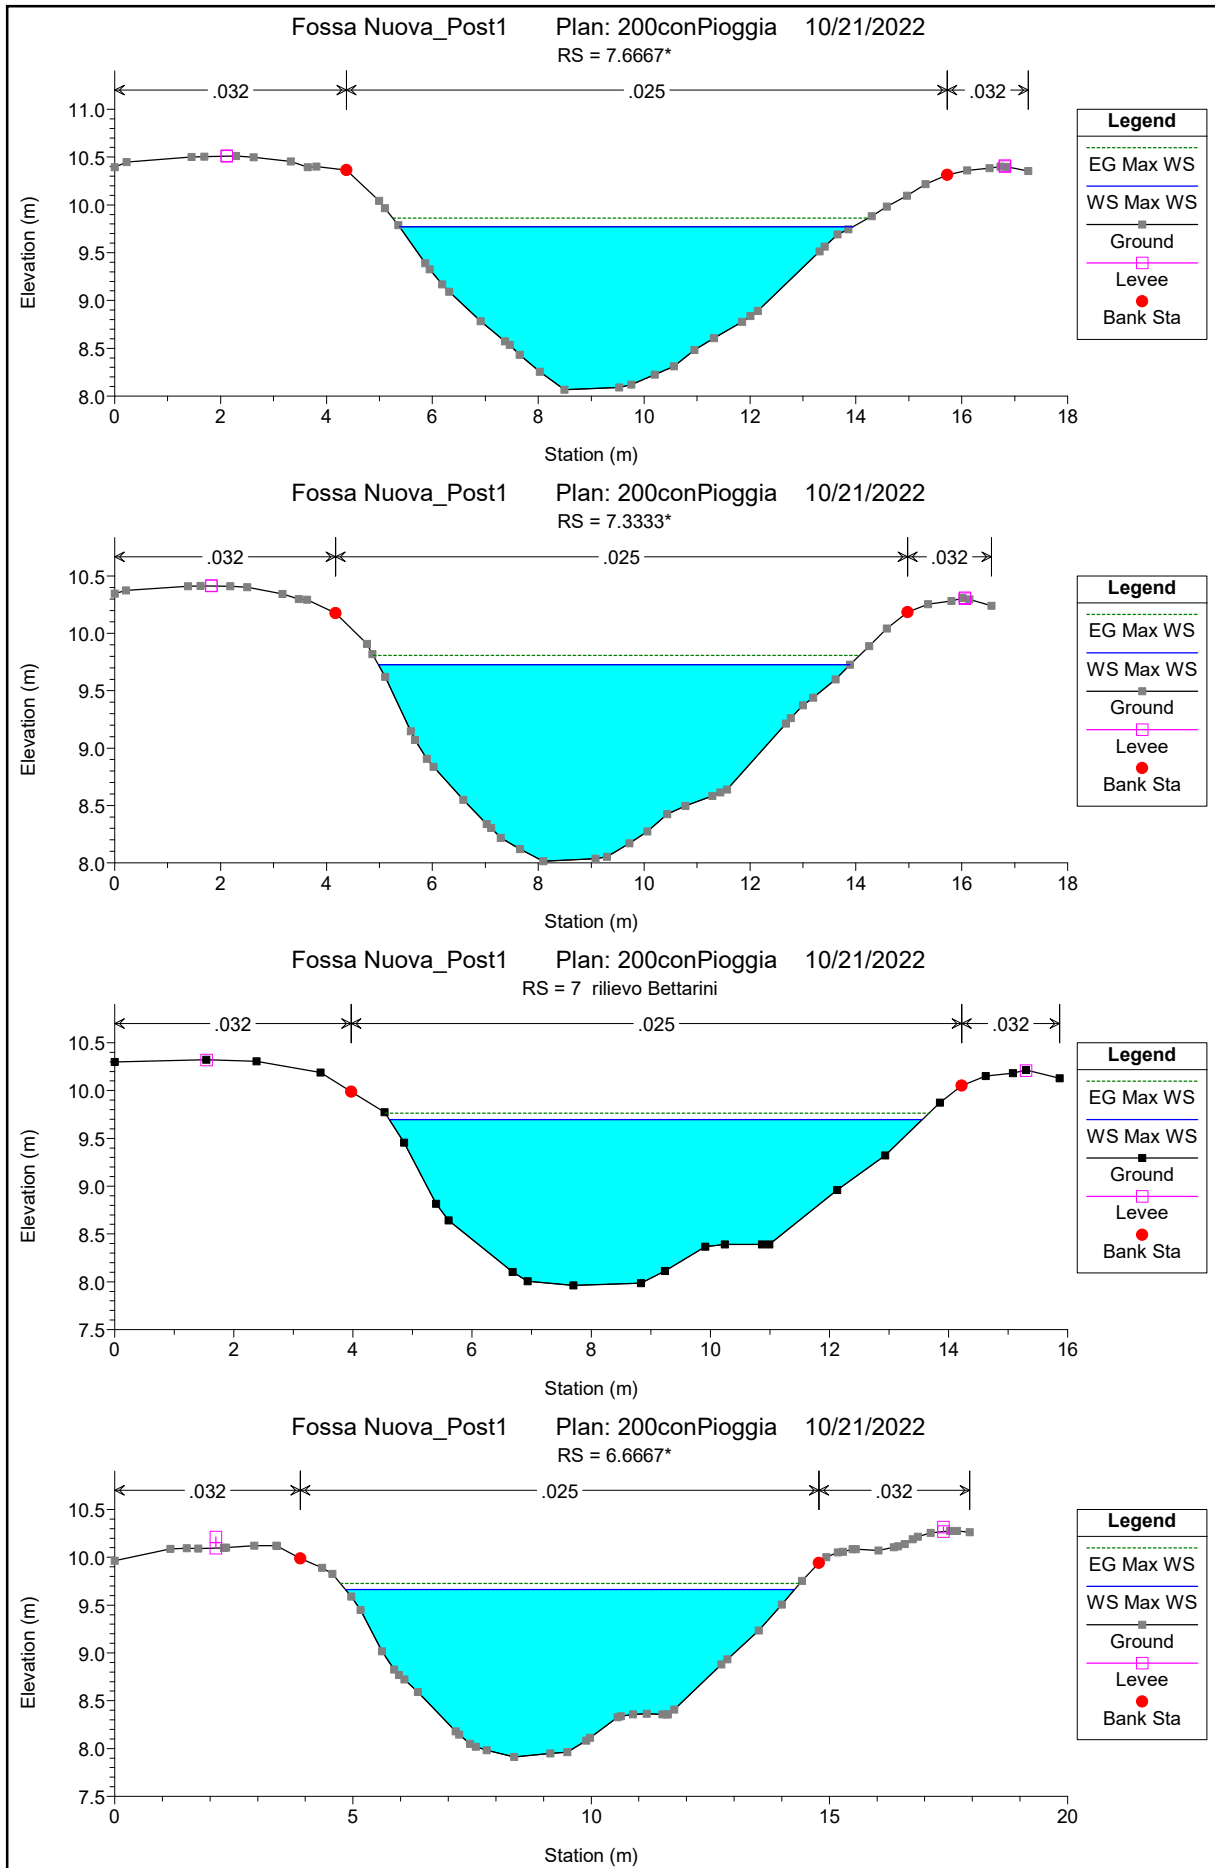 Fossa Nuova_Post1 Plan: 200conPioggia 10/21/2022
RS = 7.6667*
.032 .025 .032
Elevation (m)
11.0
10.5
10.0
9.5
9.0
8.5
8.0
0 2 4 6 8 10 12 14 16 18
Station (m)
Legend
EG Max WS
WS Max WS
Ground
Levee
Bank Sta
Fossa Nuova_Post1 Plan: 200conPioggia 10/21/2022
RS = 7.3333*
.032 .025 .032
Elevation (m)
10.5
10.0
9.5
9.0
8.5
8.0
0 2 4 6 8 10 12 14 16 18
Station (m)
Legend
EG Max WS
WS Max WS
Ground
Levee
Bank Sta
Fossa Nuova_Post1 Plan: 200conPioggia 10/21/2022
RS = 7 rilievo Bettarini
.032 .025 .032
Elevation (m)
10.5
10.0
9.5
9.0
8.5
8.0
7.5
0 2 4 6 8 10 12 14 16
Station (m)
Legend
EG Max WS
WS Max WS
Ground
Levee
Bank Sta
Fossa Nuova_Post1 Plan: 200conPioggia 10/21/2022
RS = 6.6667*
.032 .025 .032
Elevation (m)
10.5
10.0
9.5
9.0
8.5
8.0
7.5
0 5 10 15 20
Station (m)
Legend
EG Max WS
WS Max WS
Ground
Levee
Bank Sta